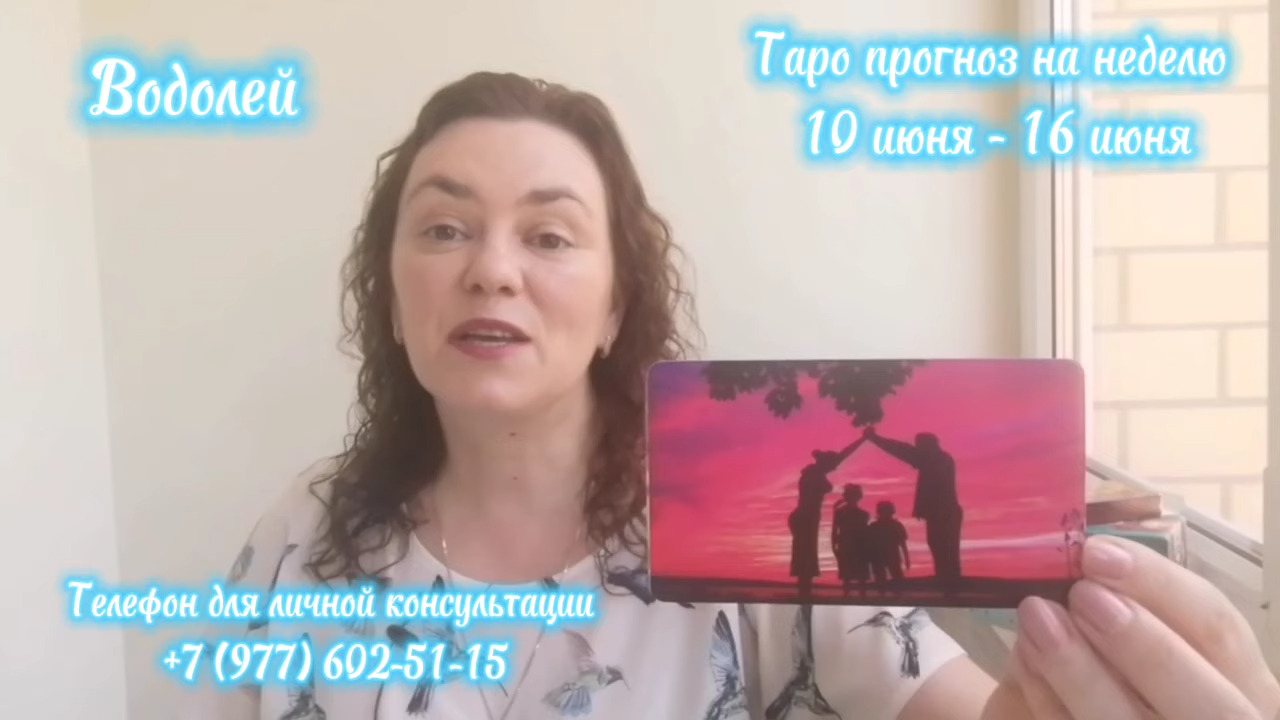 Водолей
Таро прогноз на неделю
10 июня - 16 июня
Телефон для личной консультации
+7 (977) 602-51-15